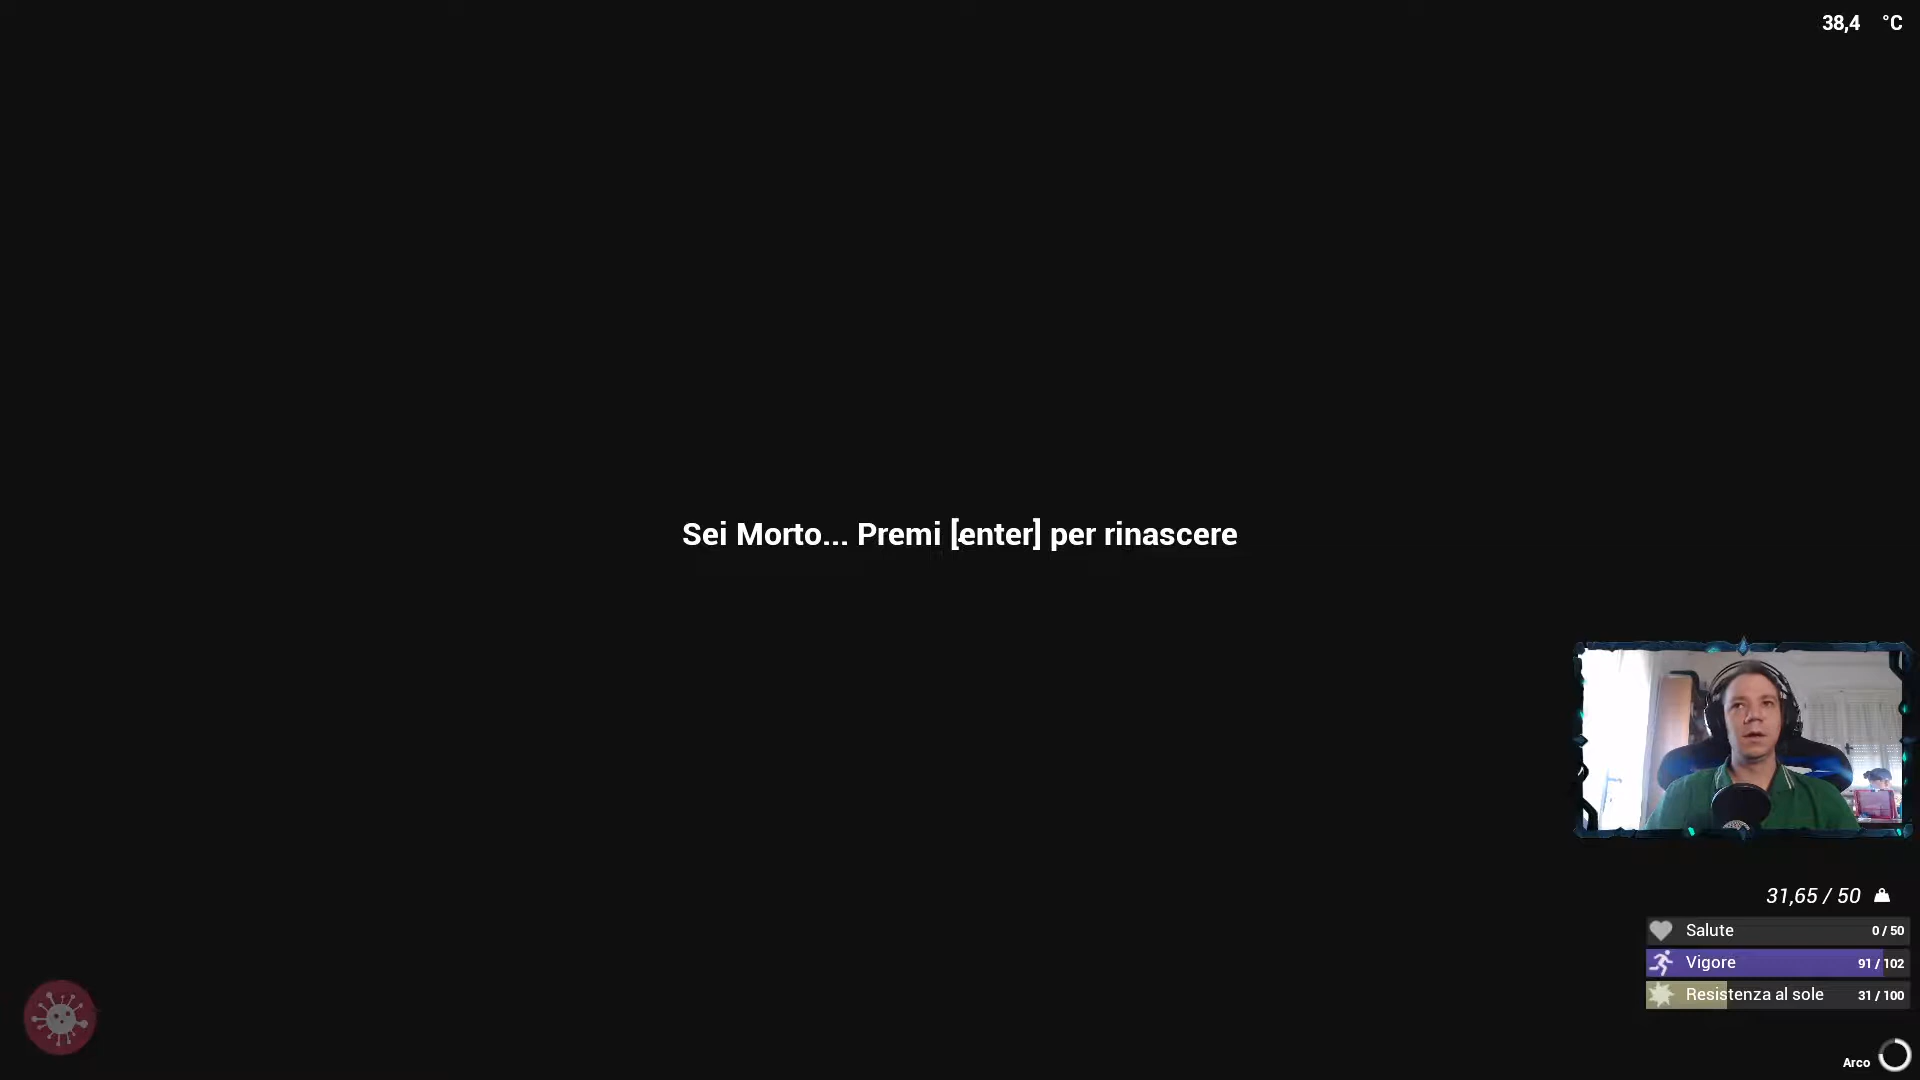 38,4 °C
Sei Morto... Premi [enter] per rinascere
31,65 / 50
Salute 0 / 50
Vigore 91 / 102
Resistenza al sole 31 / 100
Arco